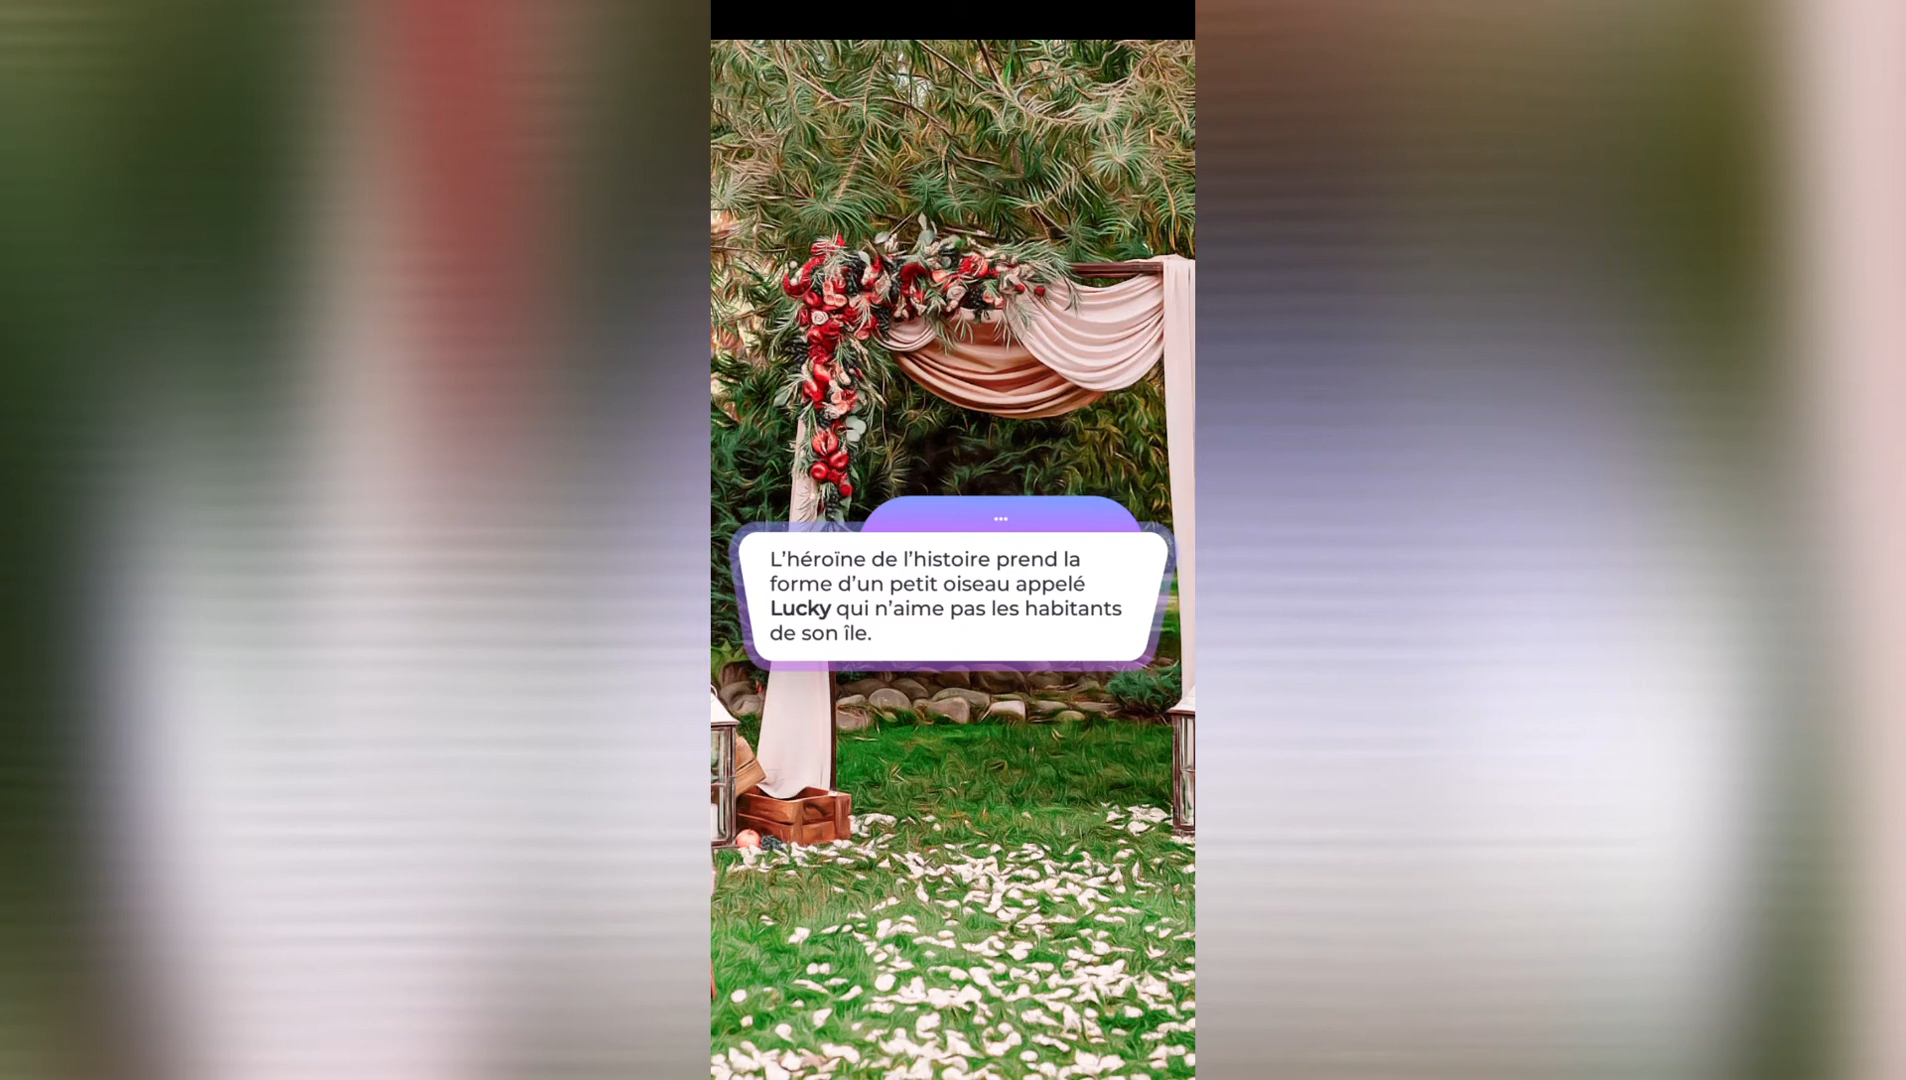 ...
L’héroïne de l’histoire prend la
forme d’un petit oiseau appelé
Lucky qui n’aime pas les habitants
de son île.